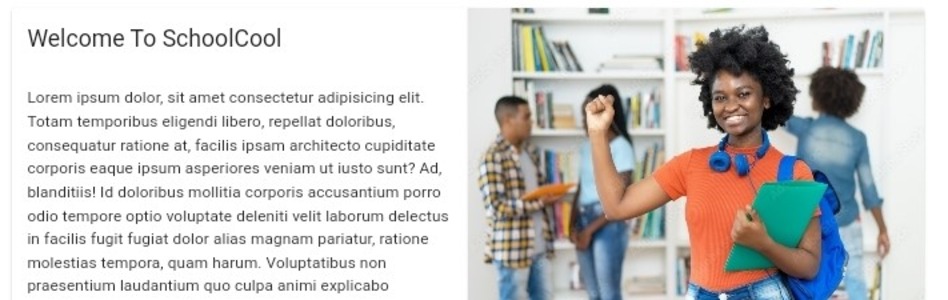 Welcome To SchoolCool
Lorem ipsum dolor, sit amet consectetur adipisicing elit.
Totam temporibus eligendi libero, repellat doloribus,
consequatur ratione at, facilis ipsam architecto cupiditate
corporis eaque ipsum asperiores veniam ut iusto sunt? Ad,
blanditiis! Id doloribus mollitia corporis accusantium porro
odio tempore optio voluptate deleniti velit laborum delectus
in facilis fugit fugiat dolor alias magnam pariatur, ratione
molestias tempora, quam harum. Voluptatibus non
praesentium laudantium quo culpa animi explicabo